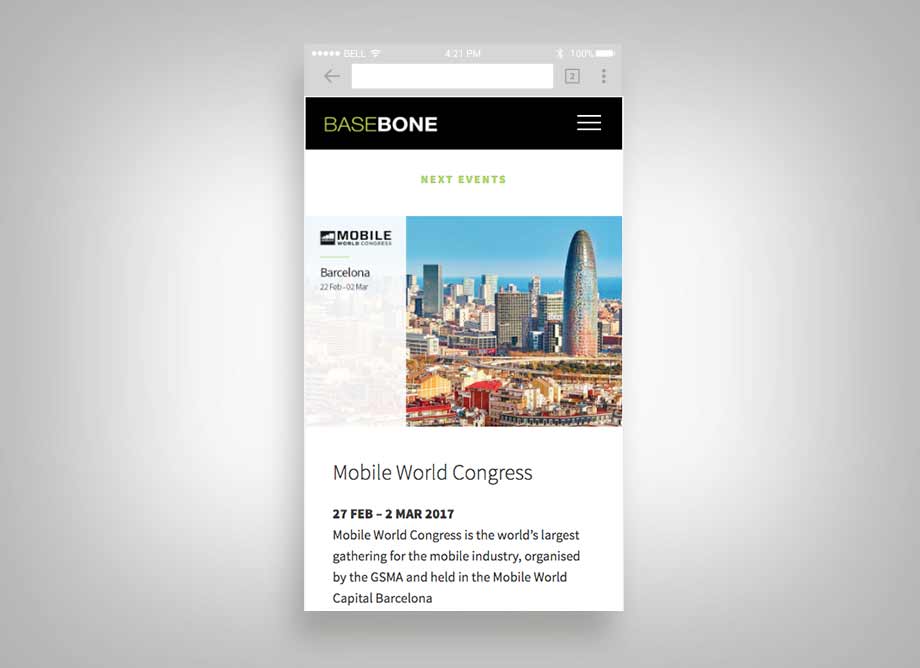 BELL 4:21 PM 100%
2
BASEBONE
NEXT EVENTS
MOBILE
WORLD CONGRESS
Barcelona
22 Feb - 02 Mar
Mobile World Congress
27 FEB – 2 MAR 2017
Mobile World Congress is the world’s largest
gathering for the mobile industry, organised
by the GSMA and held in the Mobile World
Capital Barcelona